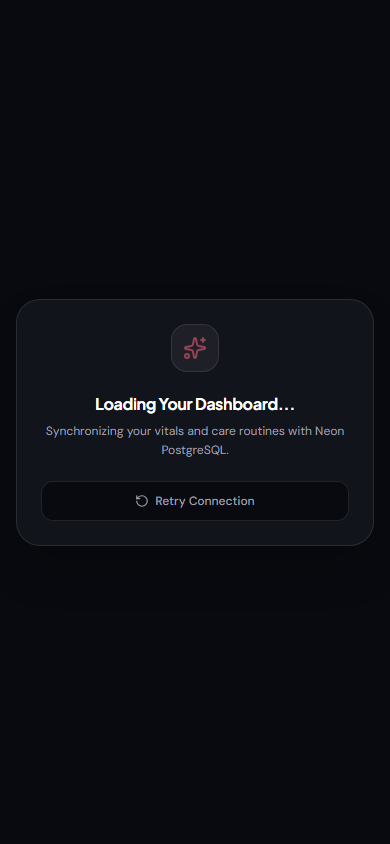 Loading Your Dashboard...
Synchronizing your vitals and care routines with Neon
PostgreSQL.
Retry Connection